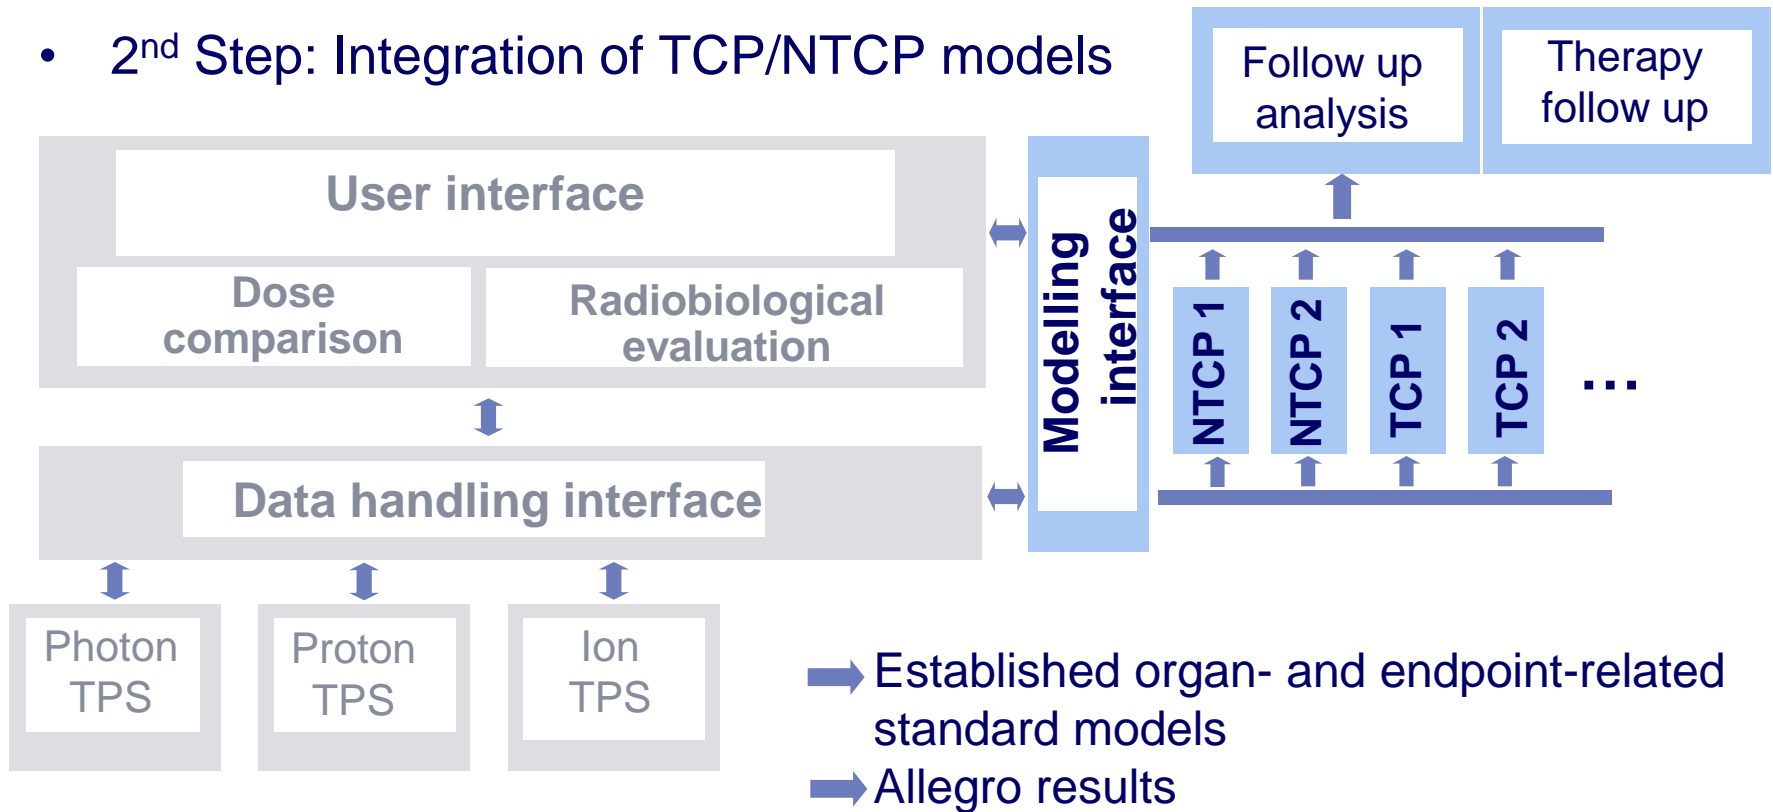 • 2nd Step: Integration of TCP/NTCP models
Follow up
analysis
Therapy
follow up
User interface
Dose
comparison
Radiobiological
evaluation
Modelling
interface
NTCP 1
NTCP 2
TCP 1
TCP 2
...
Data handling interface
Photon
TPS
Proton
TPS
Ion
TPS
Established organ- and endpoint-related
standard models
Allegro results